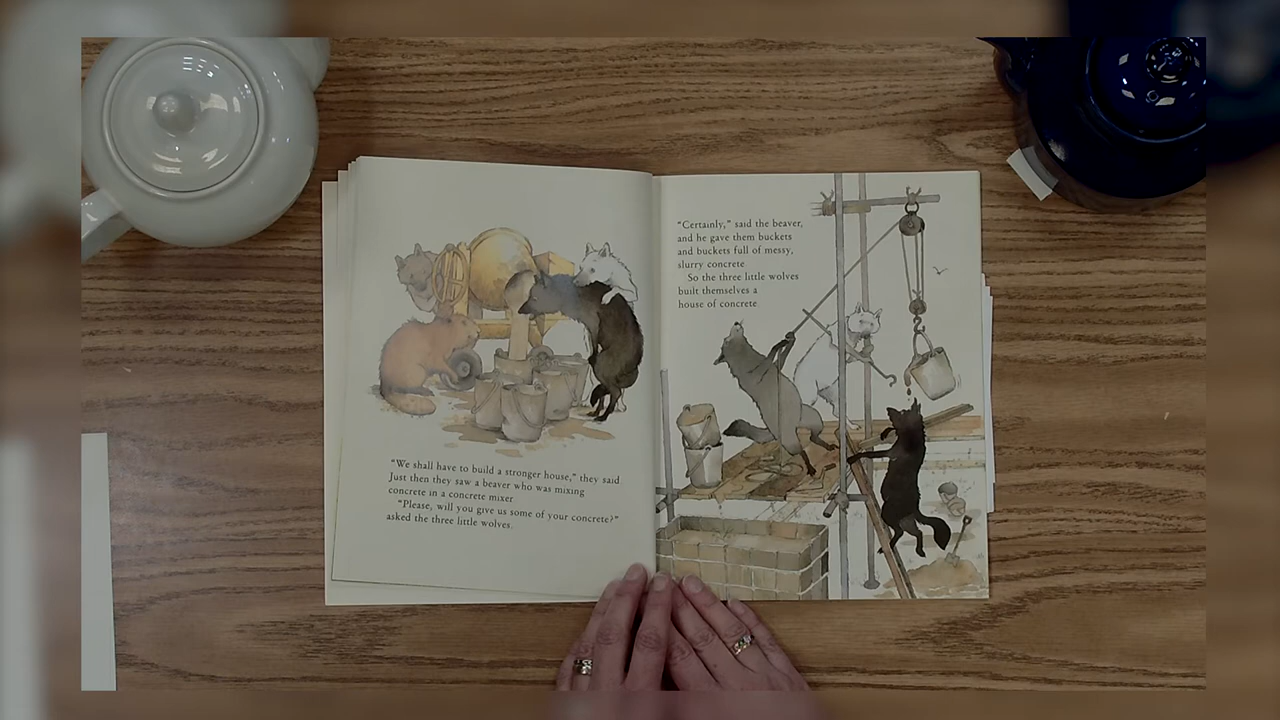 "We shall have to build a stronger house," they said
Just then they saw a beaver who was mixing
concrete in a concrete mixer
"Please, will you give us some of your concrete?"
asked the three little wolves.
"Certainly," said the beaver,
and he gave them buckets
and buckets full of messy,
slurry concrete
So the three little wolves
built themselves a
house of concrete